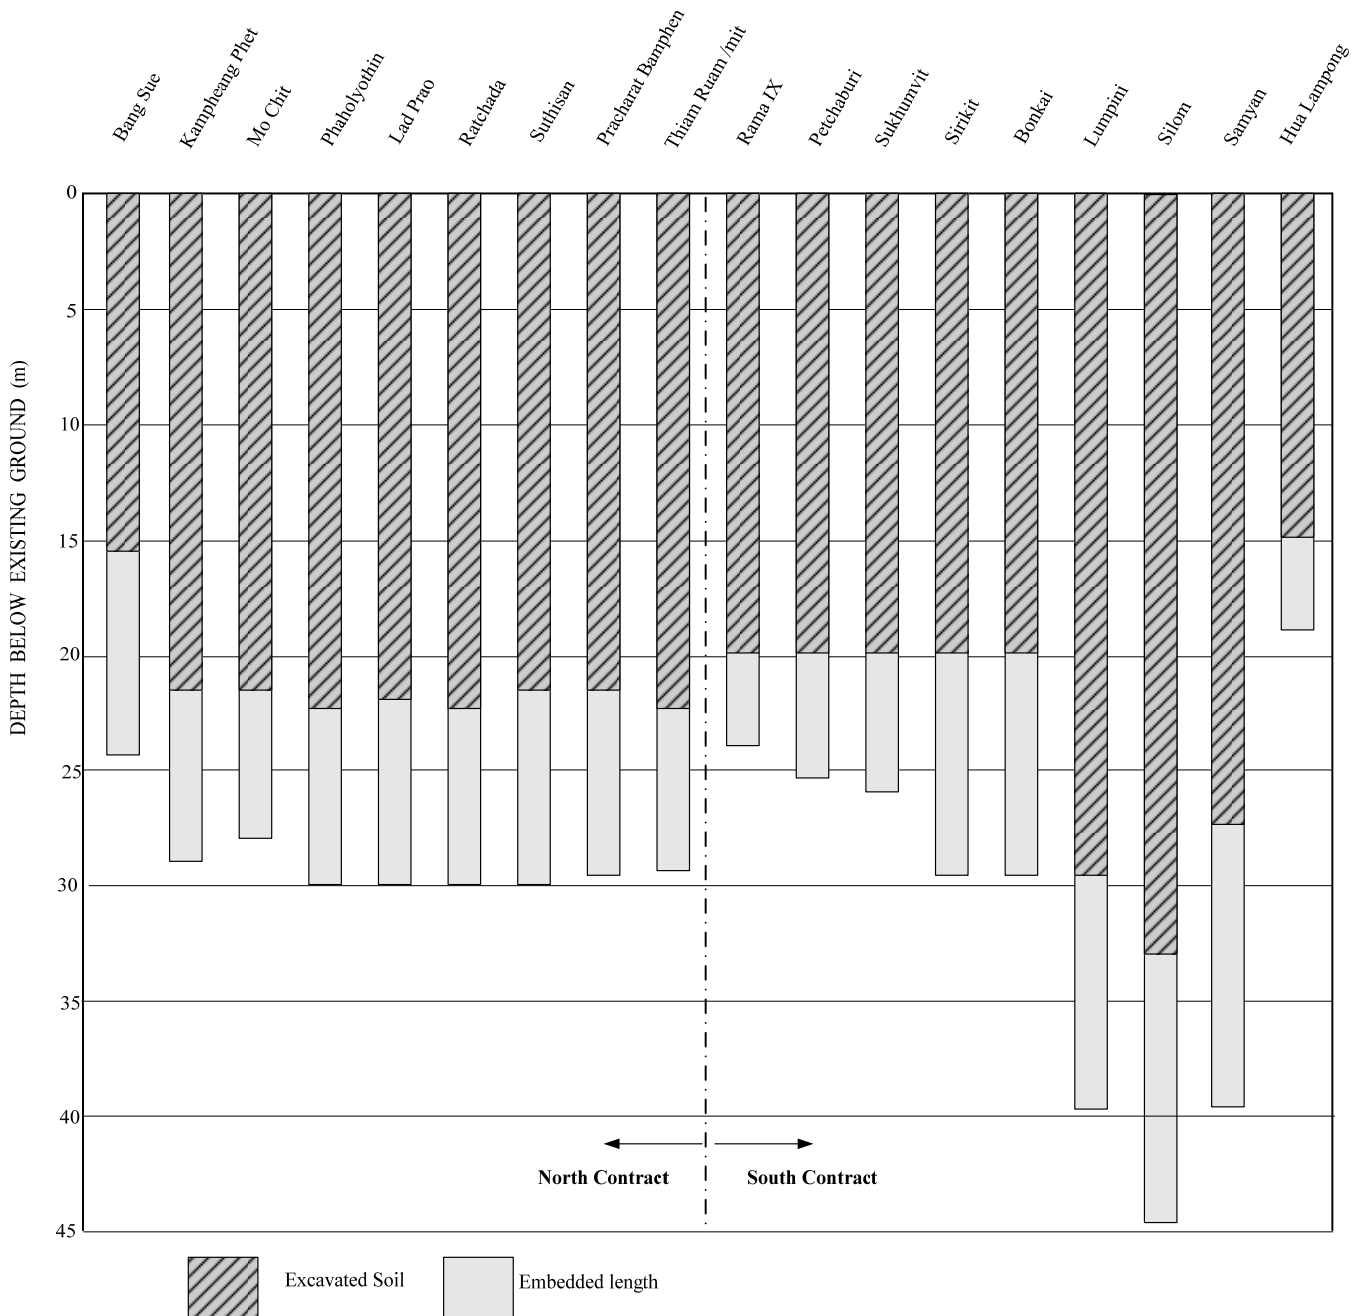 Bang Sue
Kampheang Phet
Mo Chit
Phaholyothin
Lad Prao
Ratchada
Suthisan
Pracharat Bamphen
Thiam Ruam /mit
Rama IX
Petchaburi
Sukhumvit
Sirikit
Bonkai
Lumpini
Silon
Samyan
Hua Lampong
DEPTH BELOW EXISTING GROUND (m)
0
5
10
15
20
25
30
35
40
45
North Contract
South Contract
Excavated Soil
Embedded length